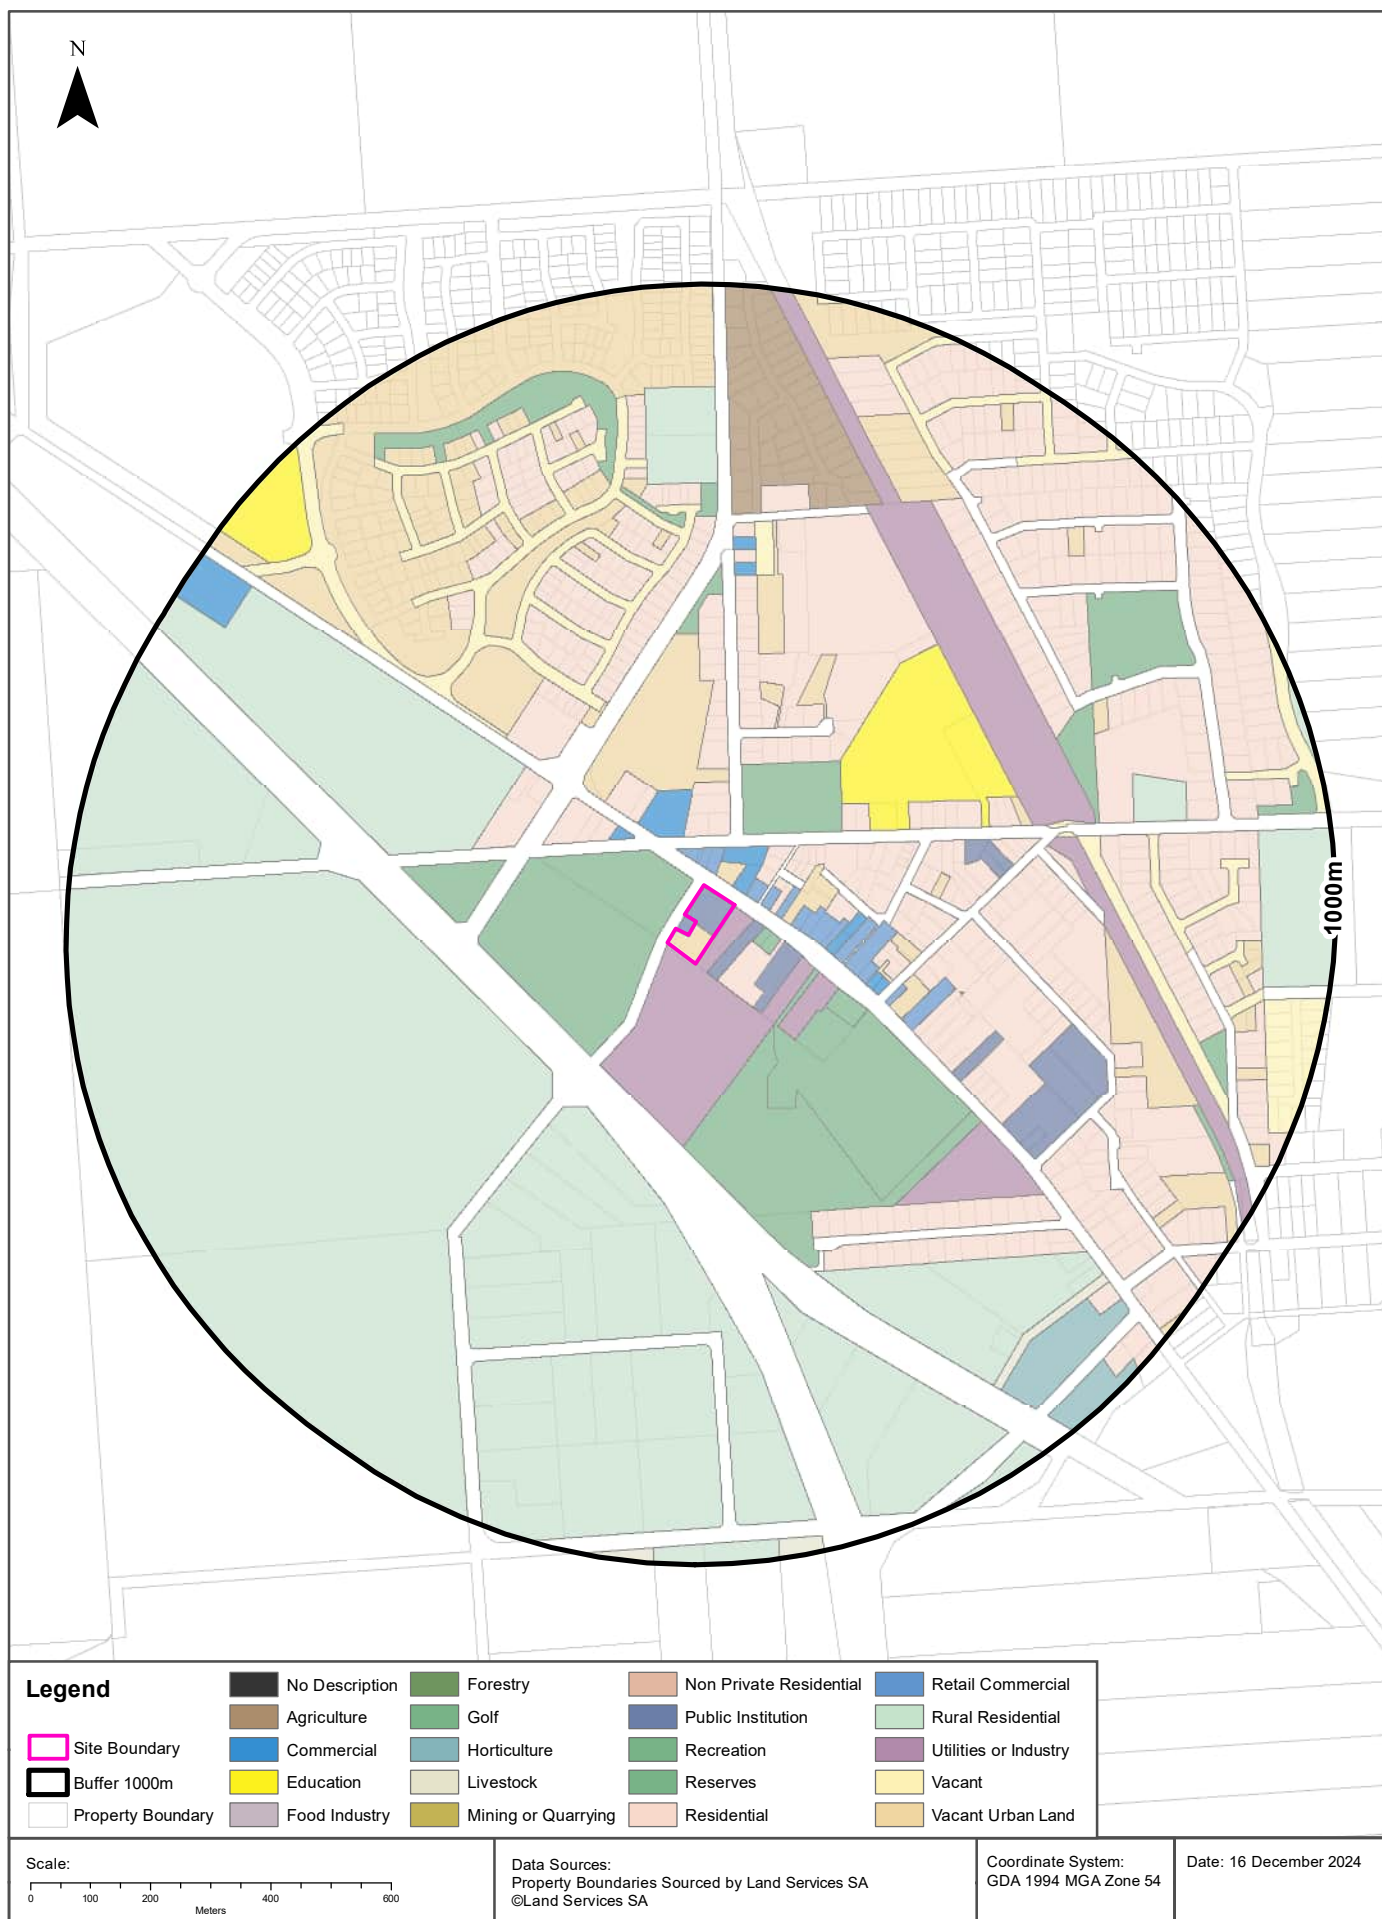 N
1000m
Legend
Site Boundary
Buffer 1000m
Property Boundary
No Description
Agriculture
Commercial
Education
Food Industry
Forestry
Golf
Horticulture
Livestock
Mining or Quarrying
Non Private Residential
Public Institution
Recreation
Reserves
Residential
Retail Commercial
Rural Residential
Utilities or Industry
Vacant
Vacant Urban Land
Scale:
0 100 200 400 600
Meters
Data Sources:
Property Boundaries Sourced by Land Services SA
©Land Services SA
Coordinate System:
GDA 1994 MGA Zone 54
Date: 16 December 2024